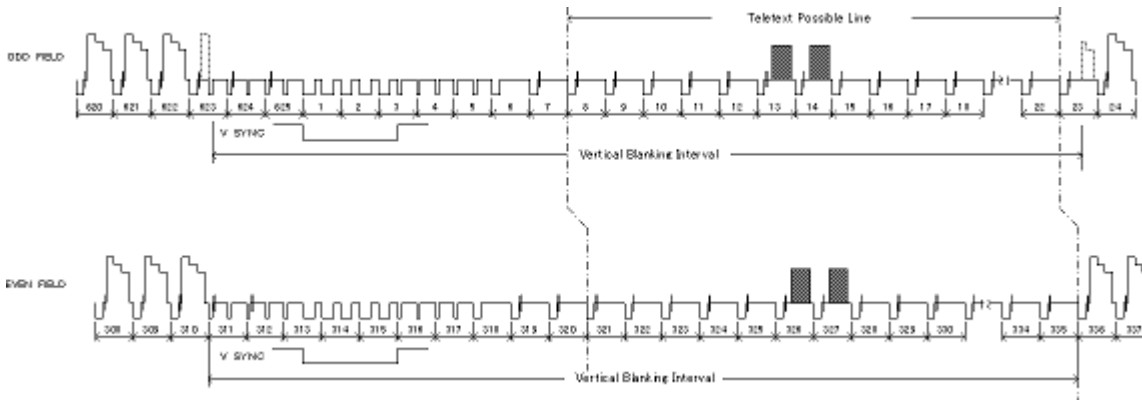 Teletext Possible Line
ODD FIELD
620 621 622 623 624 625 1 2 3 4 5 6 7 8 9 10 11 12 13 14 15 16 17 18 22 23 24
V SYNC
Vertical Blanking Interval
EVEN FIELD
308 309 310 311 312 313 314 315 316 317 318 319 320 321 322 323 324 325 326 327 328 329 330 334 335 336 337
V SYNC
Vertical Blanking Interval